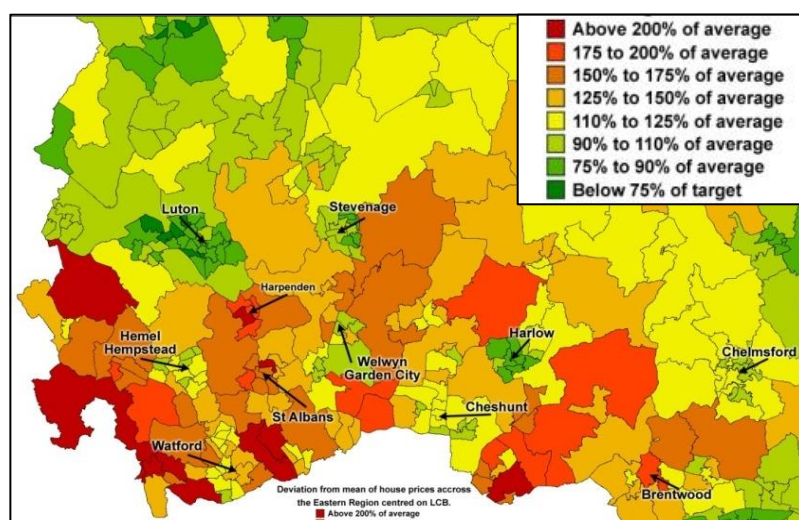 Above 200% of average
175 to 200% of average
150% to 175% of average
125% to 150% of average
110% to 125% of average
90% to 110% of average
75% to 90% of average
Below 75% of target
Luton
Stevenage
Harpenden
Hemel
Hempstead
Welwyn
Garden City
Harlow
Chelmsford
St Albans
Cheshunt
Watford
Brentwood
Deviation from mean of house prices accross
the Eastern Region centred on LCB.
Above 200% of average